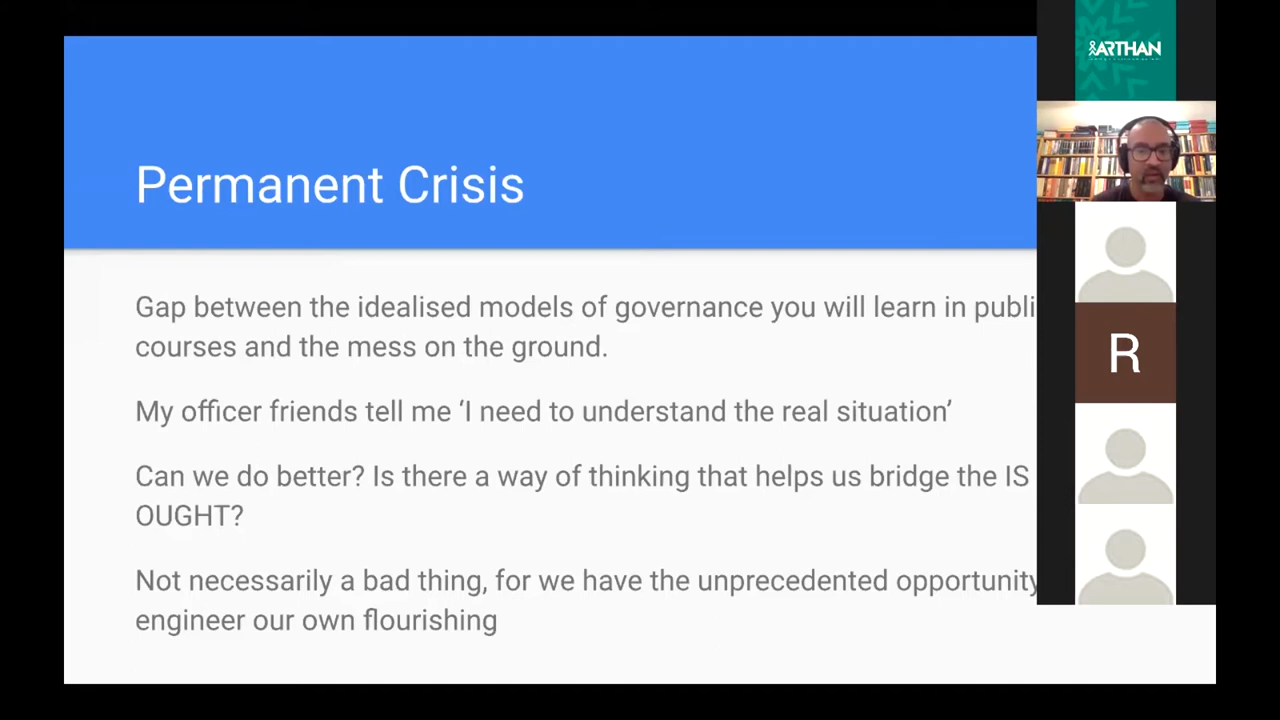 ARTHAN
Permanent Crisis
Gap between the idealised models of governance you will learn in publi
courses and the mess on the ground.
My officer friends tell me ‘I need to understand the real situation’
R
Can we do better? Is there a way of thinking that helps us bridge the IS
OUGHT?
Not necessarily a bad thing, for we have the unprecedented opportunity
engineer our own flourishing